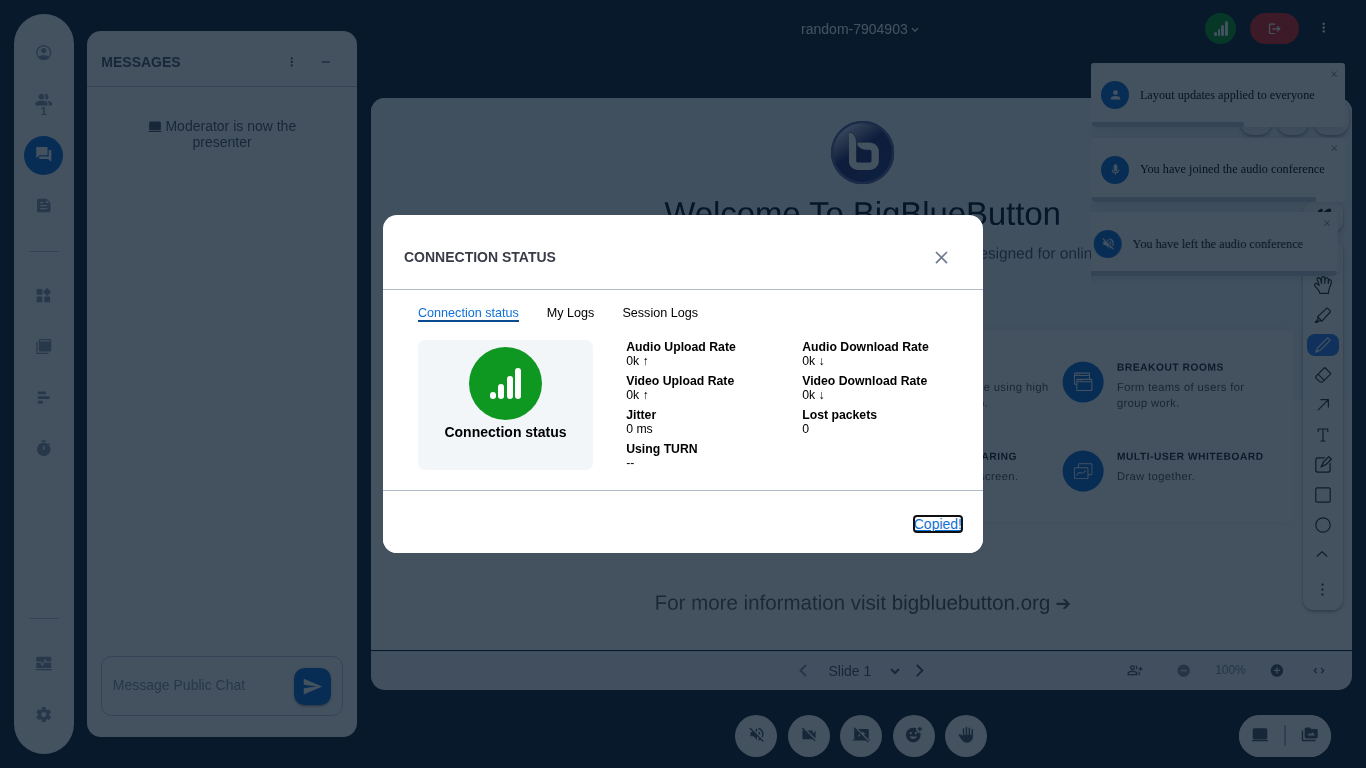 random-7904903
1
MESSAGES
Moderator is now the
presenter
Message Public Chat
Layout updates applied to everyone
You have joined the audio conference
You have left the audio conference
Welcome To BigBlueButton
esigned for onlin
CONNECTION STATUS
Connection status
My Logs
Session Logs
Connection status
Audio Upload Rate
0k ↑
Audio Download Rate
0k ↓
Video Upload Rate
0k ↑
Video Download Rate
0k ↓
Jitter
0 ms
Lost packets
0
Using TURN
--
Copied!
e using high
BREAKOUT ROOMS
Form teams of users for
group work.
ARING
creen.
MULTI-USER WHITEBOARD
Draw together.
For more information visit bigbluebutton.org ➔
Slide 1
100%